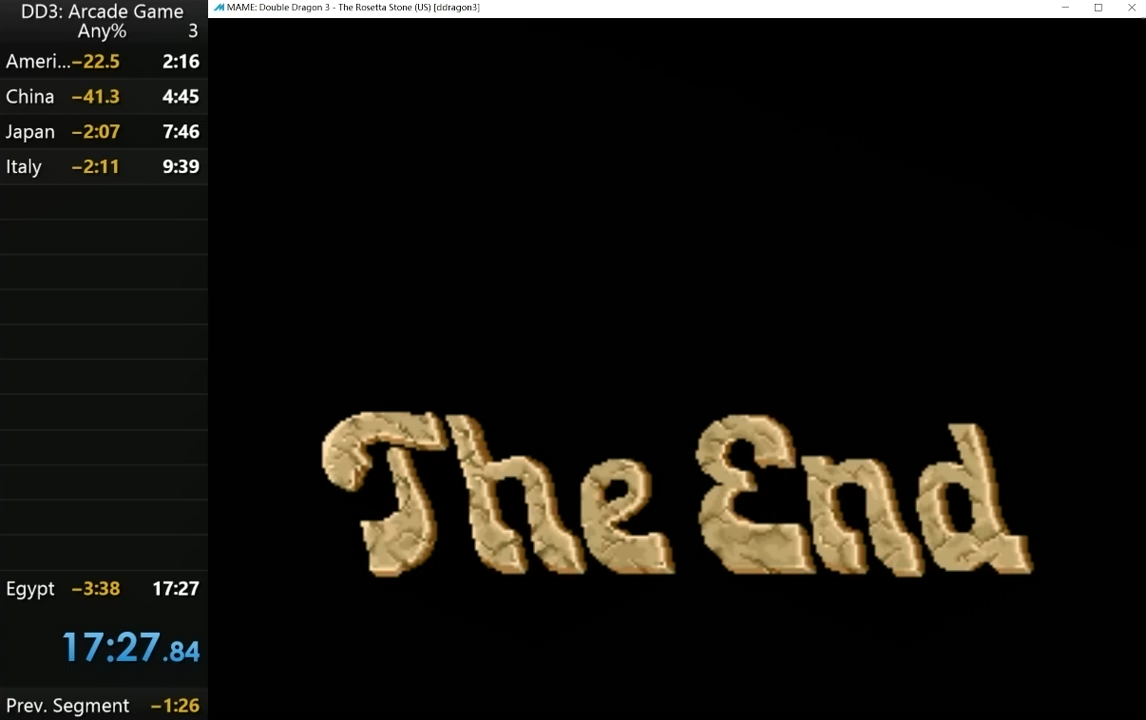 DD3: Arcade Game
Any% 3
Ameri...−22.5 2:16
China −41.3 4:45
Japan −2:07 7:46
Italy −2:11 9:39
Egypt −3:38 17:27
17:27.84
Prev. Segment −1:26
MAME: Double Dragon 3 - The Rosetta Stone (US) [ddragon3]
The End